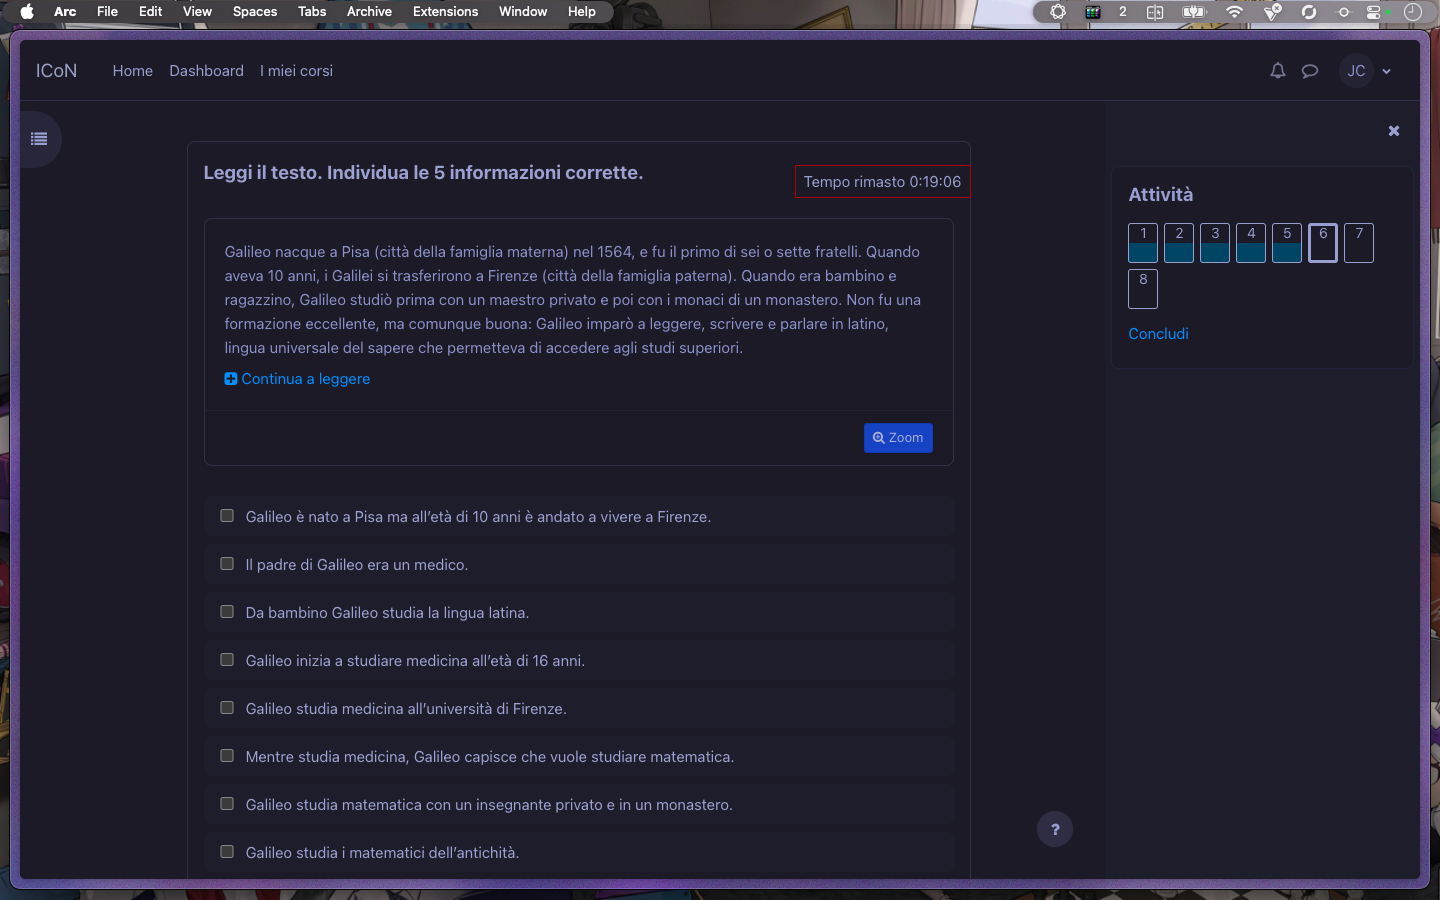 Arc File Edit View Spaces Tabs Archive Extensions Window Help 2
ICoN Home Dashboard I miei corsi JC
Leggi il testo. Individua le 5 informazioni corrette.
Tempo rimasto 0:19:06
Galileo nacque a Pisa (città della famiglia materna) nel 1564, e fu il primo di sei o sette fratelli. Quando
aveva 10 anni, i Galilei si trasferirono a Firenze (città della famiglia paterna). Quando era bambino e
ragazzino, Galileo studiò prima con un maestro privato e poi con i monaci di un monastero. Non fu una
formazione eccellente, ma comunque buona: Galileo imparò a leggere, scrivere e parlare in latino,
lingua universale del sapere che permetteva di accedere agli studi superiori.
Continua a leggere
Zoom
Galileo è nato a Pisa ma all’età di 10 anni è andato a vivere a Firenze.
Il padre di Galileo era un medico.
Da bambino Galileo studia la lingua latina.
Galileo inizia a studiare medicina all’età di 16 anni.
Galileo studia medicina all’università di Firenze.
Mentre studia medicina, Galileo capisce che vuole studiare matematica.
Galileo studia matematica con un insegnante privato e in un monastero.
Galileo studia i matematici dell’antichità.
Attività
1 2 3 4 5 6 7
8
Concludi
?